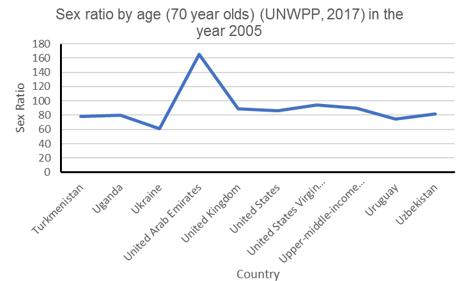 Sex ratio by age (70 year olds) (UNWPP, 2017) in the
year 2005
180
160
140
120
100
80
60
40
20
0
Sex Ratio
Turkmenistan
Uganda
Ukraine
United Arab Emirates
United Kingdom
United States
United States Virgin...
Upper-middle-income...
Uruguay
Uzbekistan
Country